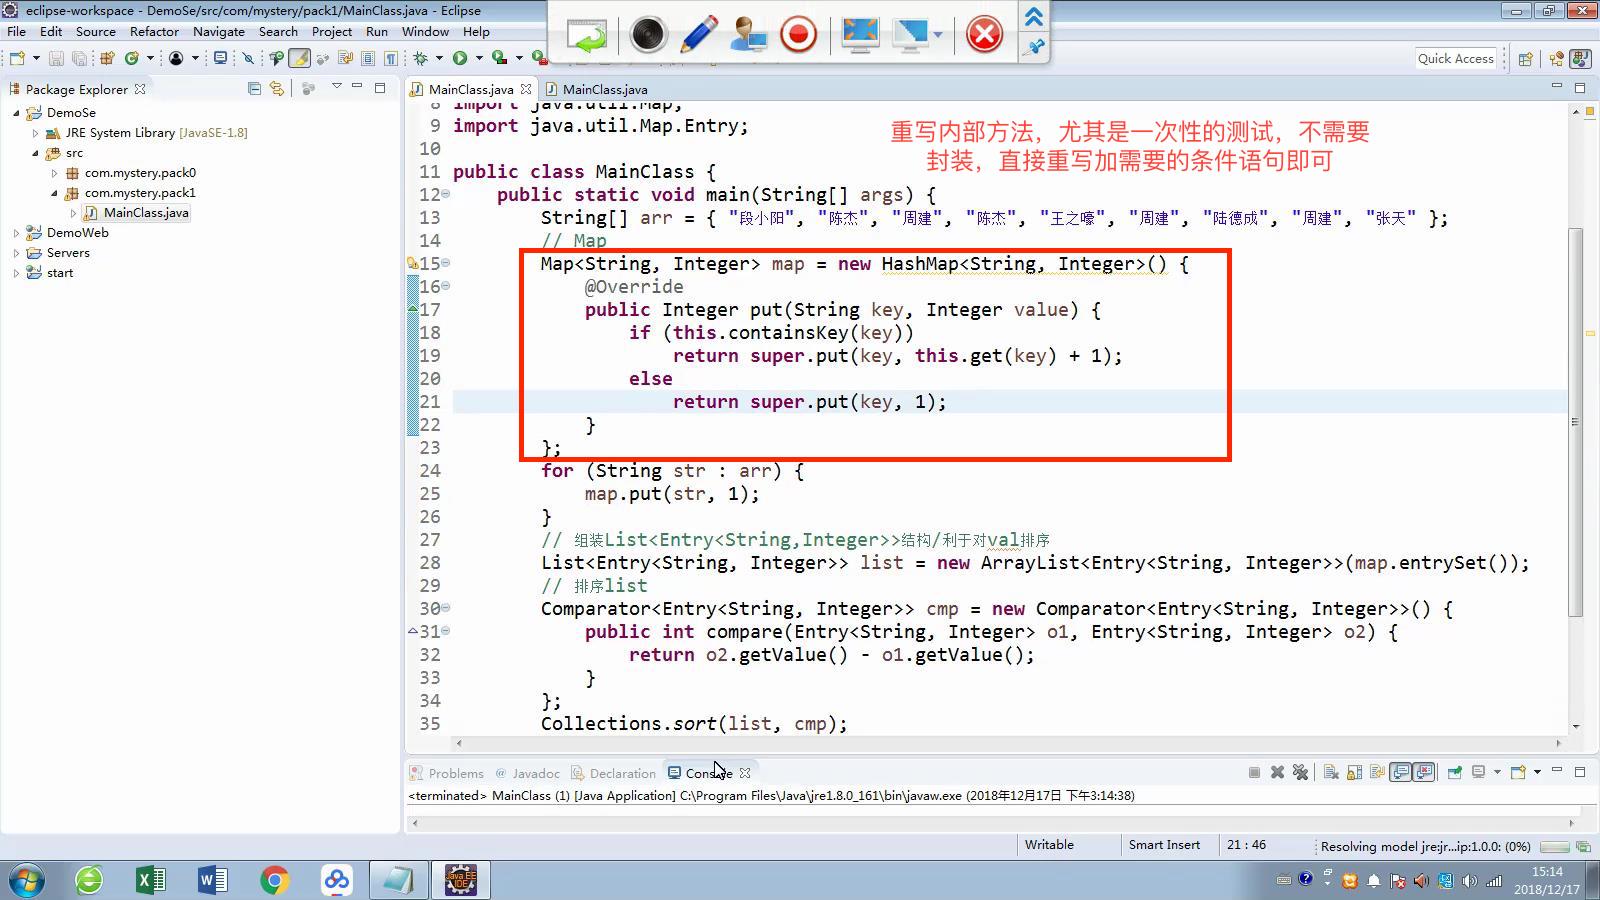 eclipse-workspace - DemoSe/src/com/mystery/pack1/MainClass.java - Eclipse
File Edit Source Refactor Navigate Search Project Run Window Help
Quick Access
Package Explorer
MainClass.java
MainClass.java
DemoSe
JRE System Library [JavaSE-1.8]
src
com.mystery.pack0
com.mystery.pack1
MainClass.java
DemoWeb
Servers
start
重写内部方法，尤其是一次性的测试，不需要
封装，直接重写加需要的条件语句即可
8 import java.util.Map;
9 import java.util.Map.Entry;
10
11 public class MainClass {
12 public static void main(String[] args) {
13 String[] arr = { "段小阳", "陈杰", "周建", "陈杰", "王之嚎", "周建", "陆德成", "周建", "张天" };
14 // Map
15 Map<String, Integer> map = new HashMap<String, Integer>() {
16 @Override
17 public Integer put(String key, Integer value) {
18 if (this.containsKey(key))
19 return super.put(key, this.get(key) + 1);
20 else
21 return super.put(key, 1);
22 }
23 };
24 for (String str : arr) {
25 map.put(str, 1);
26 }
27 // 组装List<Entry<String,Integer>>结构/利于对val排序
28 List<Entry<String, Integer>> list = new ArrayList<Entry<String, Integer>>(map.entrySet());
29 // 排序list
30 Comparator<Entry<String, Integer>> cmp = new Comparator<Entry<String, Integer>>() {
31 public int compare(Entry<String, Integer> o1, Entry<String, Integer> o2) {
32 return o2.getValue() - o1.getValue();
33 }
34 };
35 Collections.sort(list, cmp);
Problems @ Javadoc Declaration Console
<terminated> MainClass (1) [Java Application] C:\Program Files\Java\jre1.8.0_161\bin\javaw.exe (2018年12月17日 下午3:14:38)
Writable Smart Insert 21 : 46 Resolving model jre:jr...ip:1.0.0: (0%)
Java EE
IDE
15:14
2018/12/17